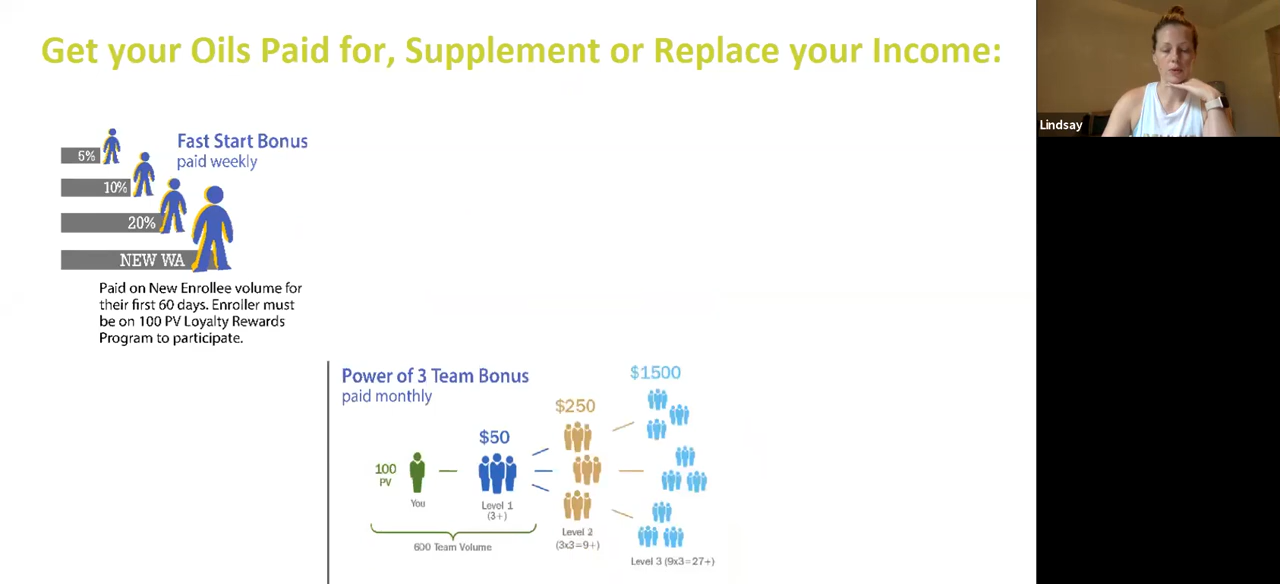 Get your Oils Paid for, Supplement or Replace your Income:
Lindsay
Fast Start Bonus
paid weekly
5%
10%
20%
NEW WA
Paid on New Enrollee volume for
their first 60 days. Enroller must
be on 100 PV Loyalty Rewards
Program to participate.
Power of 3 Team Bonus
paid monthly
$1500
$250
$50
100
PV
You
Level 1
(3+)
600 Team Volume
Level 2
(3x3=9+)
Level 3 (9x3=27+)